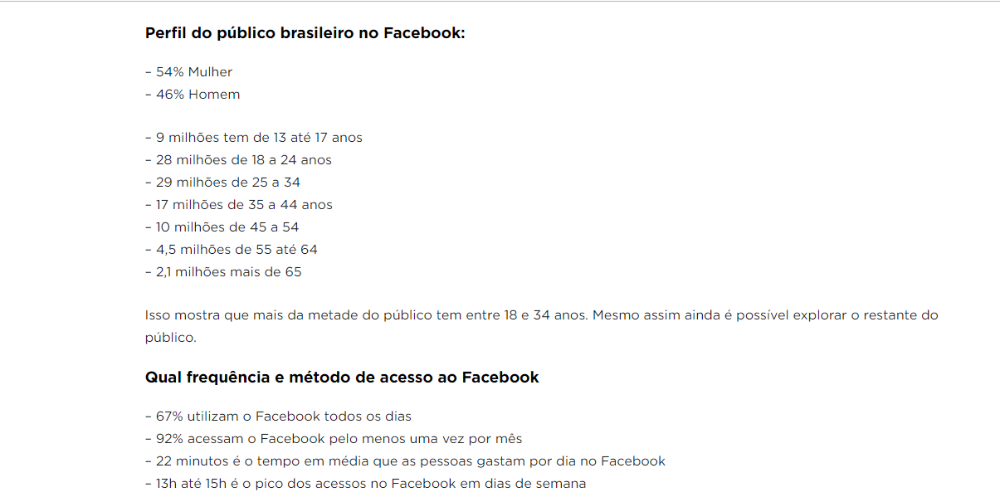 Perfil do público brasileiro no Facebook:
– 54% Mulher
– 46% Homem
– 9 milhões tem de 13 até 17 anos
– 28 milhões de 18 a 24 anos
– 29 milhões de 25 a 34
– 17 milhões de 35 a 44 anos
– 10 milhões de 45 a 54
– 4,5 milhões de 55 até 64
– 2,1 milhões mais de 65
Isso mostra que mais da metade do público tem entre 18 e 34 anos. Mesmo assim ainda é possível explorar o restante do
público.
Qual frequência e método de acesso ao Facebook
– 67% utilizam o Facebook todos os dias
– 92% acessam o Facebook pelo menos uma vez por mês
– 22 minutos é o tempo em média que as pessoas gastam por dia no Facebook
– 13h até 15h é o pico dos acessos no Facebook em dias de semana